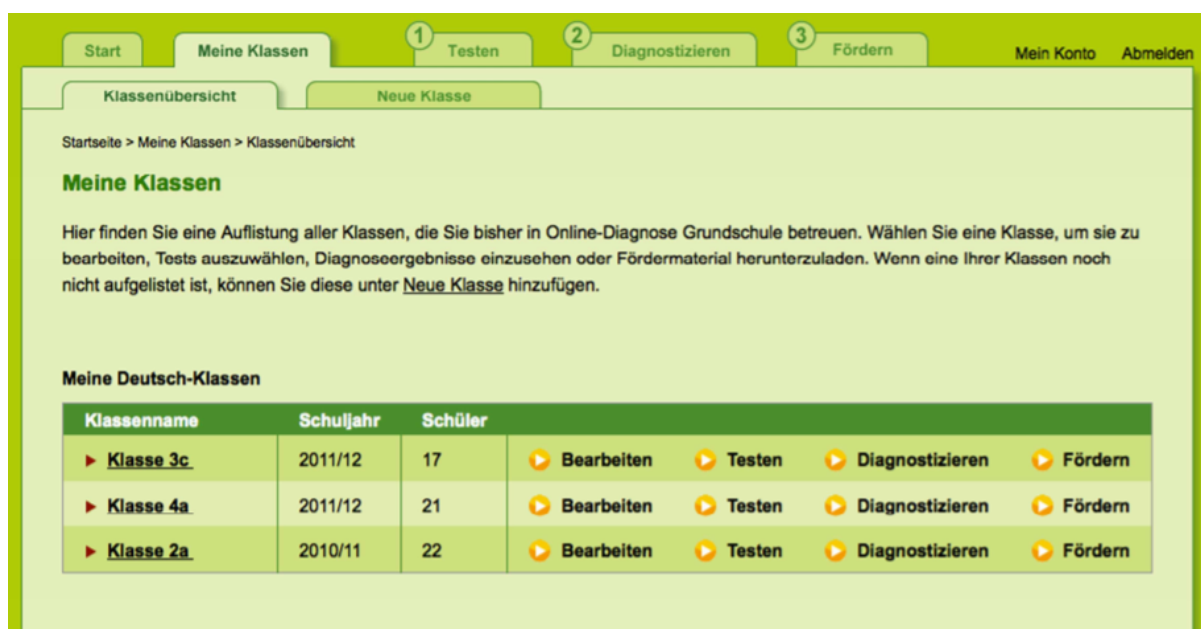 Start Meine Klassen 1 Testen 2 Diagnostizieren 3 Fördern Mein Konto Abmelden
Klassenübersicht Neue Klasse
Startseite > Meine Klassen > Klassenübersicht
Meine Klassen
Hier finden Sie eine Auflistung aller Klassen, die Sie bisher in Online-Diagnose Grundschule betreuen. Wählen Sie eine Klasse, um sie zu
bearbeiten, Tests auszuwählen, Diagnoseergebnisse einzusehen oder Fördermaterial herunterzuladen. Wenn eine Ihrer Klassen noch
nicht aufgelistet ist, können Sie diese unter Neue Klasse hinzufügen.
Meine Deutsch-Klassen
Klassenname Schuljahr Schüler
Klasse 3c 2011/12 17 Bearbeiten Testen Diagnostizieren Fördern
Klasse 4a 2011/12 21 Bearbeiten Testen Diagnostizieren Fördern
Klasse 2a 2010/11 22 Bearbeiten Testen Diagnostizieren Fördern